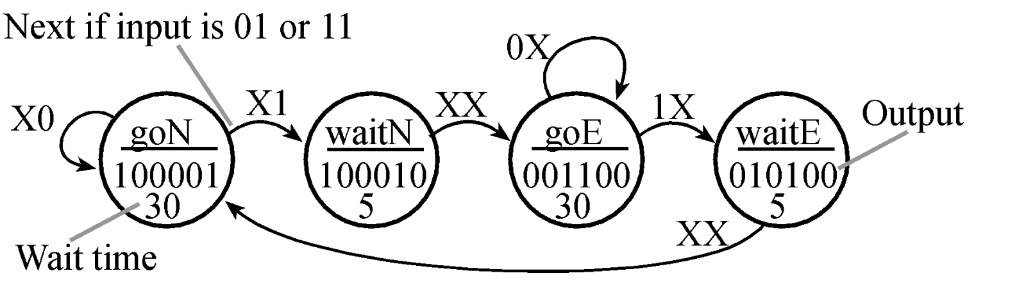 Next if input is 01 or 11
0X
X0
X1
XX
1X
Output
goN
100001
30
waitN
100010
5
goE
001100
30
waitE
010100
5
XX
Wait time